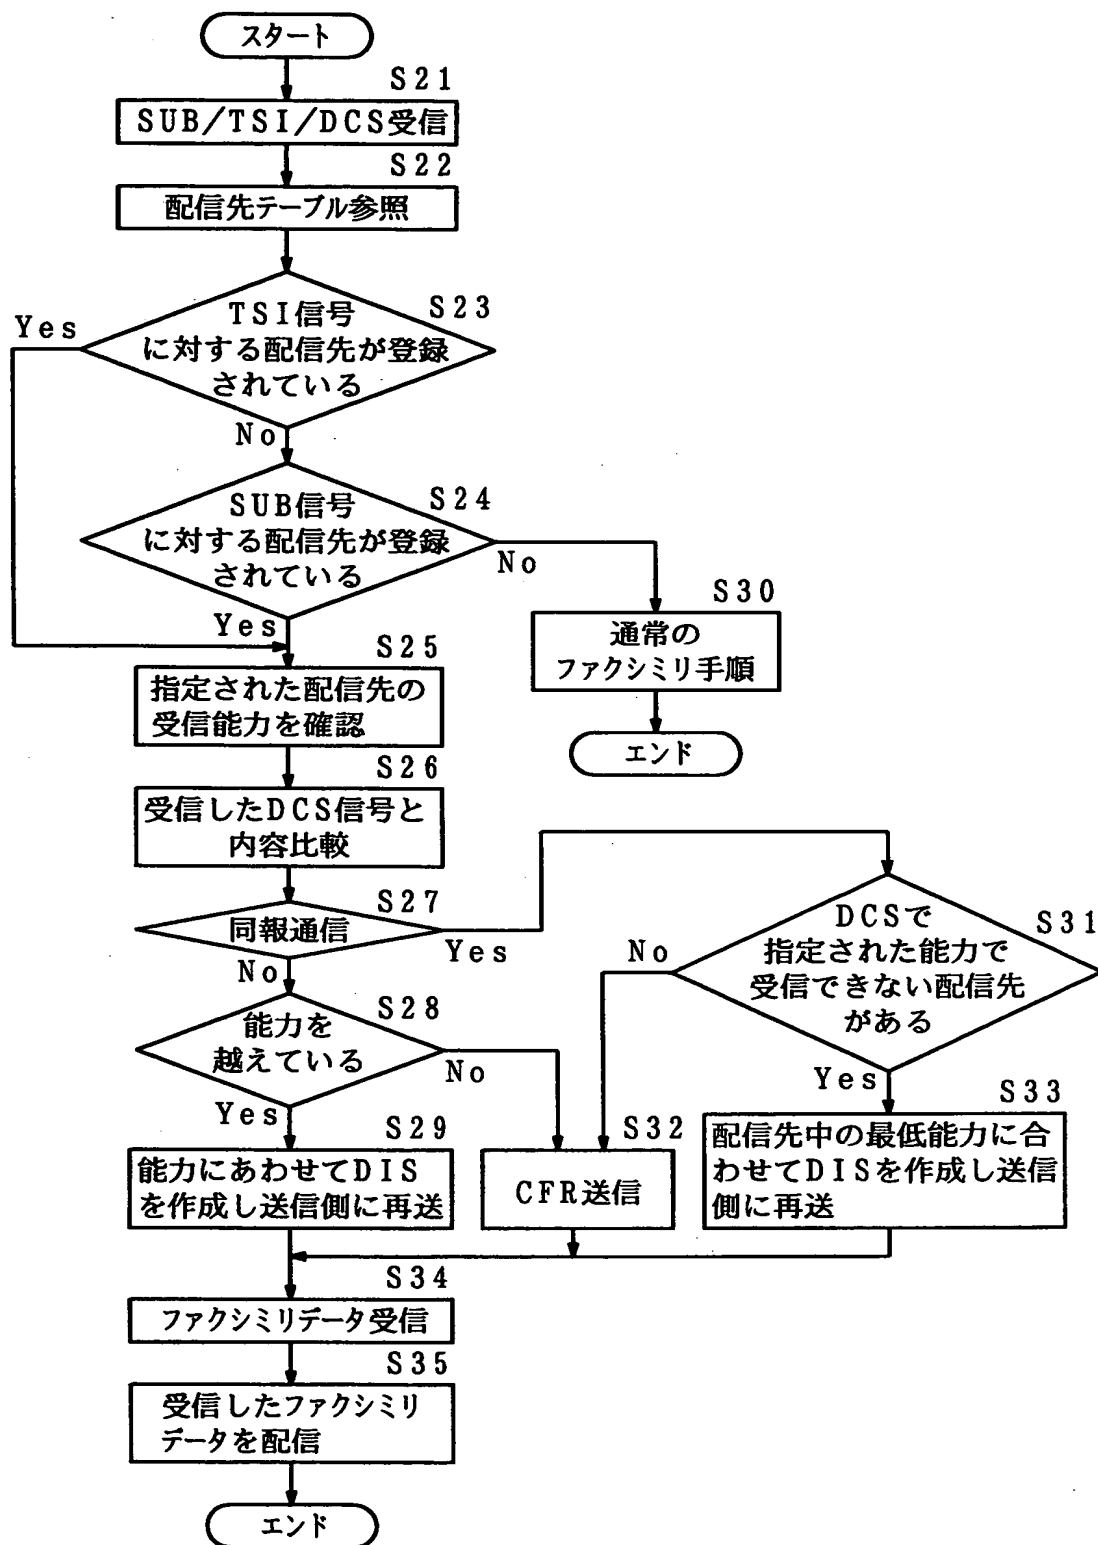 スタート
S21
SUB/TSI/DCS受信
S22
配信先テーブル参照
S23
TSI信号
に対する配信先が登録
されている
Yes
No
S24
SUB信号
に対する配信先が登録
されている
No
Yes
S30
通常の
ファクシミリ手順
エンド
S25
指定された配信先の
受信能力を確認
S26
受信したDCS信号と
内容比較
S27
同報通信
Yes
No
S31
DCSで
指定された能力で
受信できない配信先
がある
No
Yes
S28
能力を
越えている
No
Yes
S29
能力にあわせてDIS
を作成し送信側に再送
S32
CFR送信
S33
配信先中の最低能力に合
わせてDISを作成し送信
側に再送
S34
ファクシミリデータ受信
S35
受信したファクシミリ
データを配信
エンド